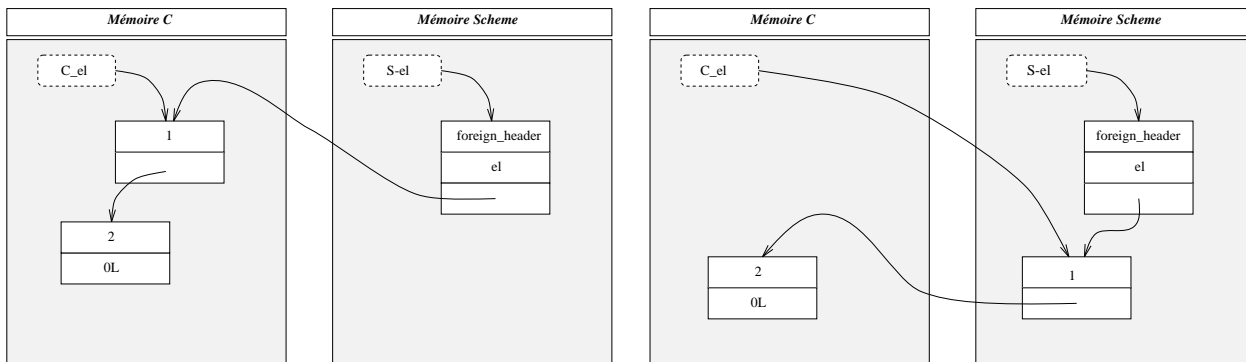 Mémoire C
Mémoire Scheme
C_el
S-el
1
foreign_header
el
2
0L
Mémoire C
Mémoire Scheme
C_el
S-el
foreign_header
el
2
0L
1